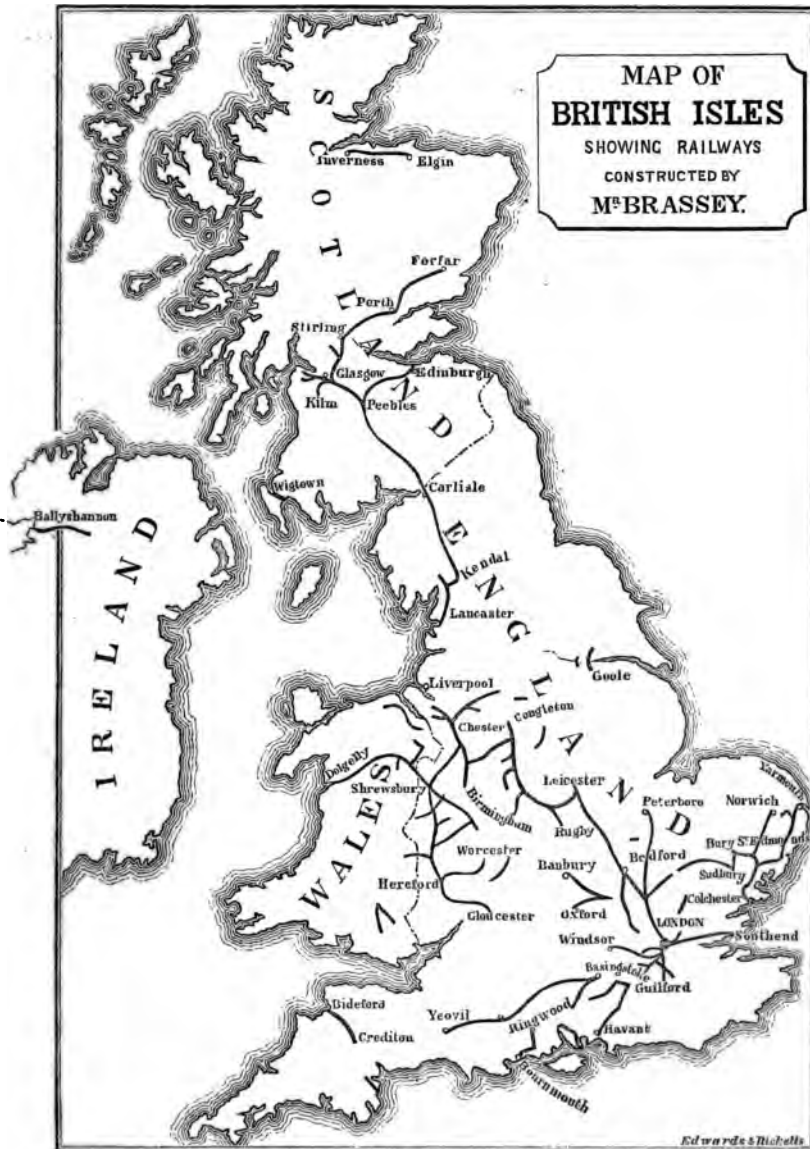 MAP OF
BRITISH ISLES
SHOWING RAILWAYS
CONSTRUCTED BY
MR. BRASSEY.
SCOTLAND
Inverness
Elgin
Forfar
Perth
Stirling
Glasgow
Edinburgh
Kilm
Peebles
Wigtown
Carlisle
Ballyshannon
IRELAND
ENGLAND
Kendal
Lancaster
Goole
Liverpool
Chester
Congleton
Dolgelly
Shrewsbury
Birmingham
Leicester
Peterboro
Yarmouth
Norwich
WALES
Rugby
Bedford
Bury St. Edmonds
Sudbury
Worcester
Banbury
Colchester
Hereford
Gloucester
Oxford
LONDON
Windsor
Southend
Basingstoke
Guilford
Bideford
Crediton
Yeovil
Ringwood
Havant
Bournmouth
Edwards & Ricketts